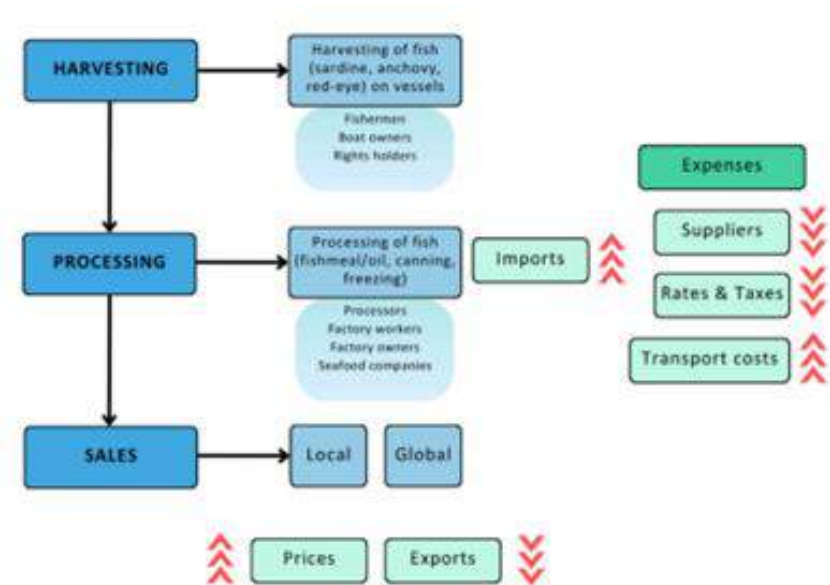 HARVESTING
Harvesting of fish
(sardine, anchovy,
red-eye) on vessels
Fishermen
Boat owners
Rights holders
Expenses
Suppliers
PROCESSING
Processing of fish
(fishmeal/oil, canning,
freezing)
Imports
Rates & Taxes
Processors
Factory workers
Factory owners
Seafood companies
Transport costs
SALES
Local
Global
Prices
Exports